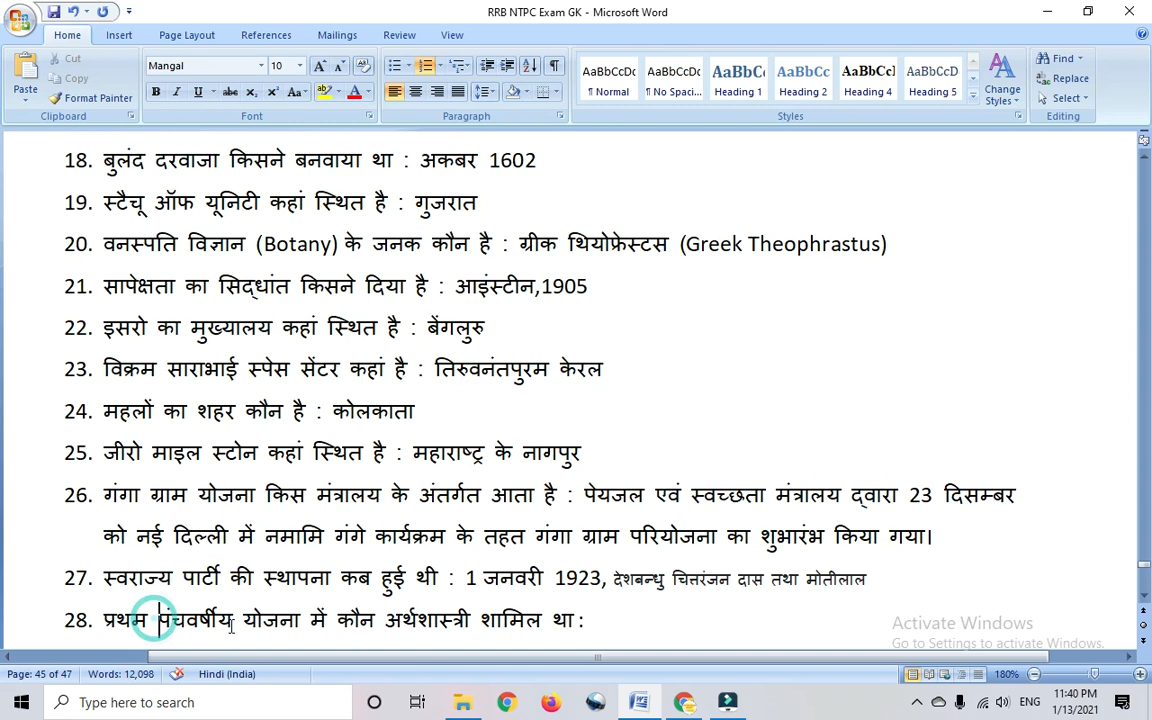 RRB NTPC Exam GK - Microsoft Word
Home Insert Page Layout References Mailings Review View
Paste Cut Copy Format Painter Clipboard
Mangal 10 Font
Paragraph
AaBbCcDc ¶ Normal AaBbCcDc ¶ No Spaci... AaBbC Heading 1 AaBbCc Heading 2 AaBbCcI Heading 4 AaBbCcD Heading 5 Change Styles Styles
Find Replace Select Editing
18. बुलंद दरवाजा किसने बनवाया था : अकबर 1602
19. स्टैचू ऑफ यूनिटी कहां स्थित है : गुजरात
20. वनस्पति विज्ञान (Botany) के जनक कौन है : ग्रीक थियोफ्रेस्टस (Greek Theophrastus)
21. सापेक्षता का सिद्धांत किसने दिया है : आइंस्टीन,1905
22. इसरो का मुख्यालय कहां स्थित है : बेंगलुरु
23. विक्रम साराभाई स्पेस सेंटर कहां है : तिरुवनंतपुरम केरल
24. महलों का शहर कौन है : कोलकाता
25. जीरो माइल स्टोन कहां स्थित है : महाराष्ट्र के नागपुर
26. गंगा ग्राम योजना किस मंत्रालय के अंतर्गत आता है : पेयजल एवं स्वच्छता मंत्रालय द्वारा 23 दिसम्बर
को नई दिल्ली में नमामि गंगे कार्यक्रम के तहत गंगा ग्राम परियोजना का शुभारंभ किया गया।
27. स्वराज्य पार्टी की स्थापना कब हुई थी : 1 जनवरी 1923, देशबन्धु चित्तरंजन दास तथा मोतीलाल
28. प्रथम पंचवर्षीय योजना में कौन अर्थशास्त्री शामिल था :
Activate Windows
Go to Settings to activate Windows.
Page: 45 of 47 Words: 12,098 Hindi (India) 180%
Type here to search ENG 11:40 PM
1/13/2021